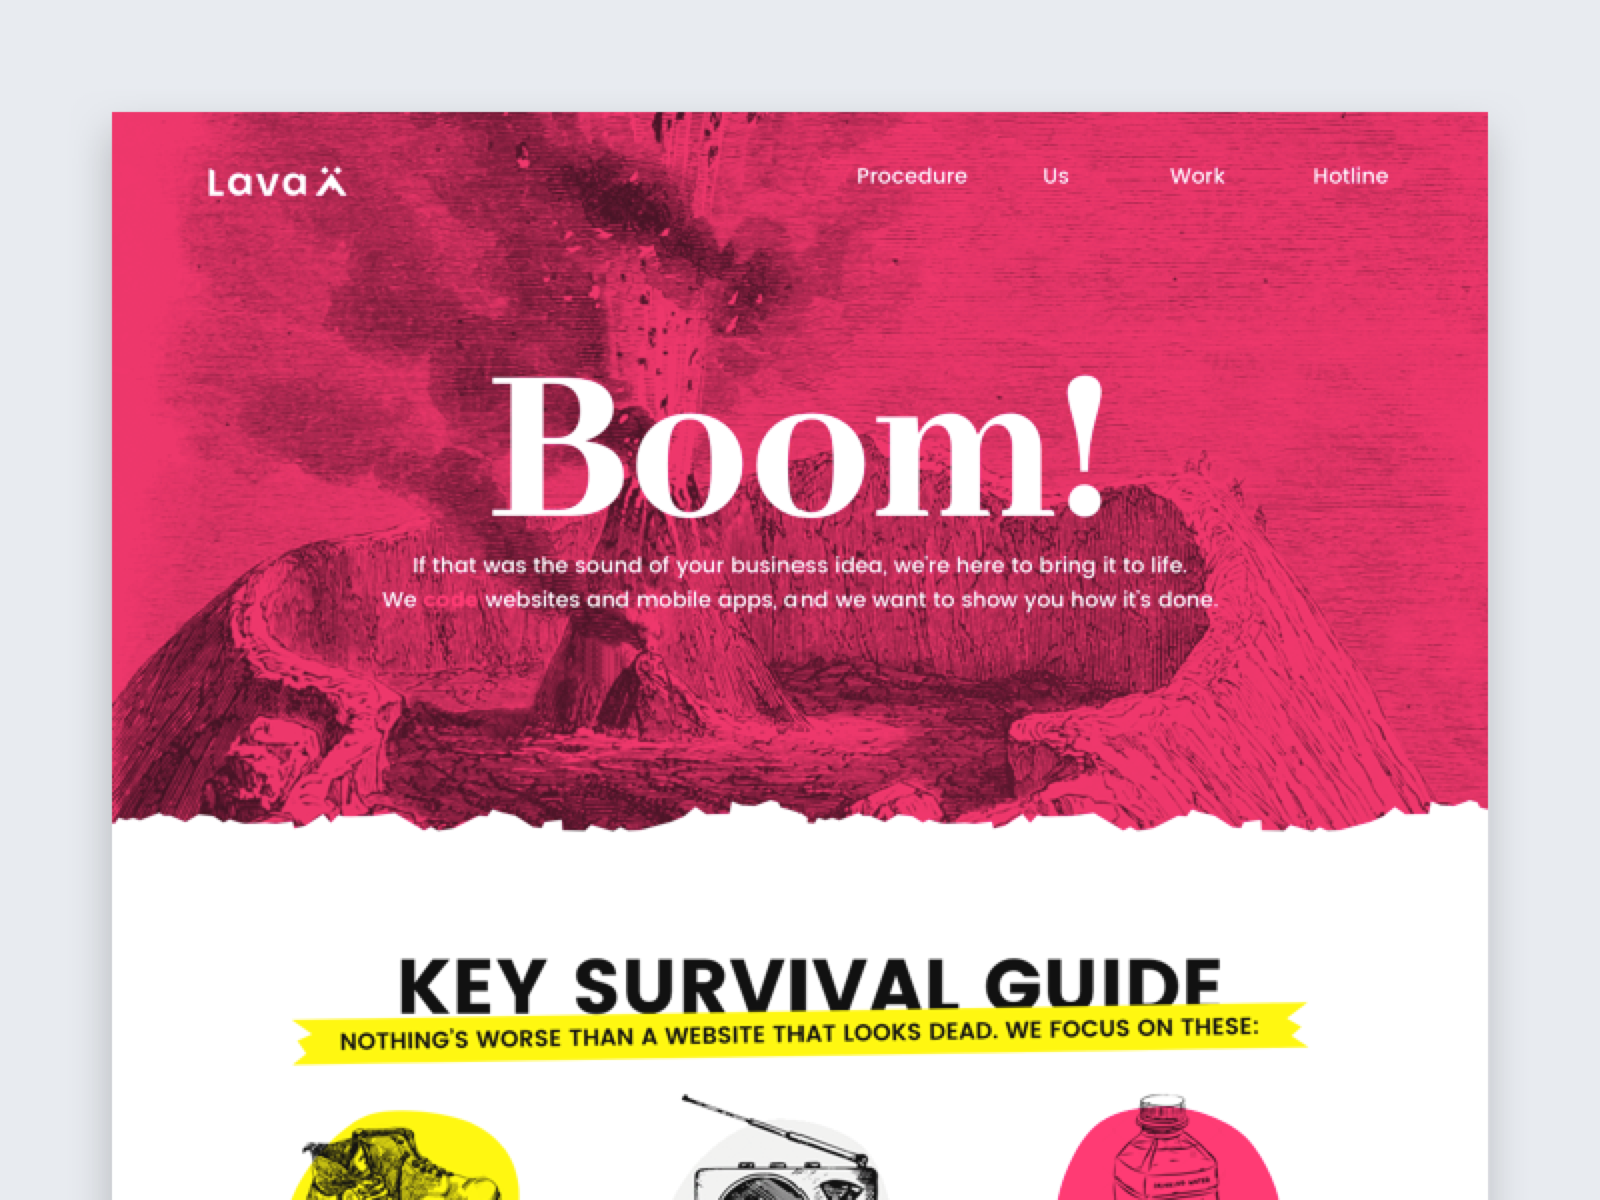 Lava
Procedure Us Work Hotline
Boom!
If that was the sound of your business idea, we're here to bring it to life.
We code websites and mobile apps, and we want to show you how it's done.
KEY SURVIVAL GUIDE
NOTHING'S WORSE THAN A WEBSITE THAT LOOKS DEAD. WE FOCUS ON THESE:
DRINKING WATER